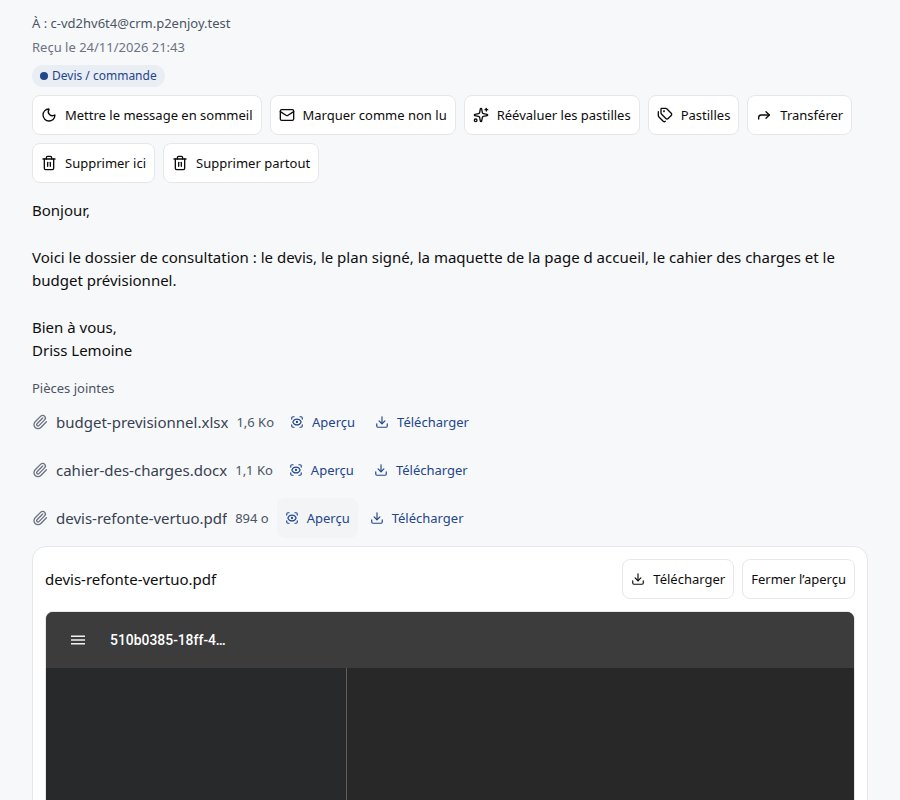 À : c-vd2hv6t4@crm.p2enjoy.test
Reçu le 24/11/2026 21:43
Devis / commande
Mettre le message en sommeil Marquer comme non lu Réévaluer les pastilles Pastilles Transférer
Supprimer ici Supprimer partout
Bonjour,
Voici le dossier de consultation : le devis, le plan signé, la maquette de la page d accueil, le cahier des charges et le
budget prévisionnel.
Bien à vous,
Driss Lemoine
Pièces jointes
budget-previsionnel.xlsx 1,6 Ko Aperçu Télécharger
cahier-des-charges.docx 1,1 Ko Aperçu Télécharger
devis-refonte-vertuo.pdf 894 o Aperçu Télécharger
devis-refonte-vertuo.pdf Télécharger Fermer l’aperçu
510b0385-18ff-4…